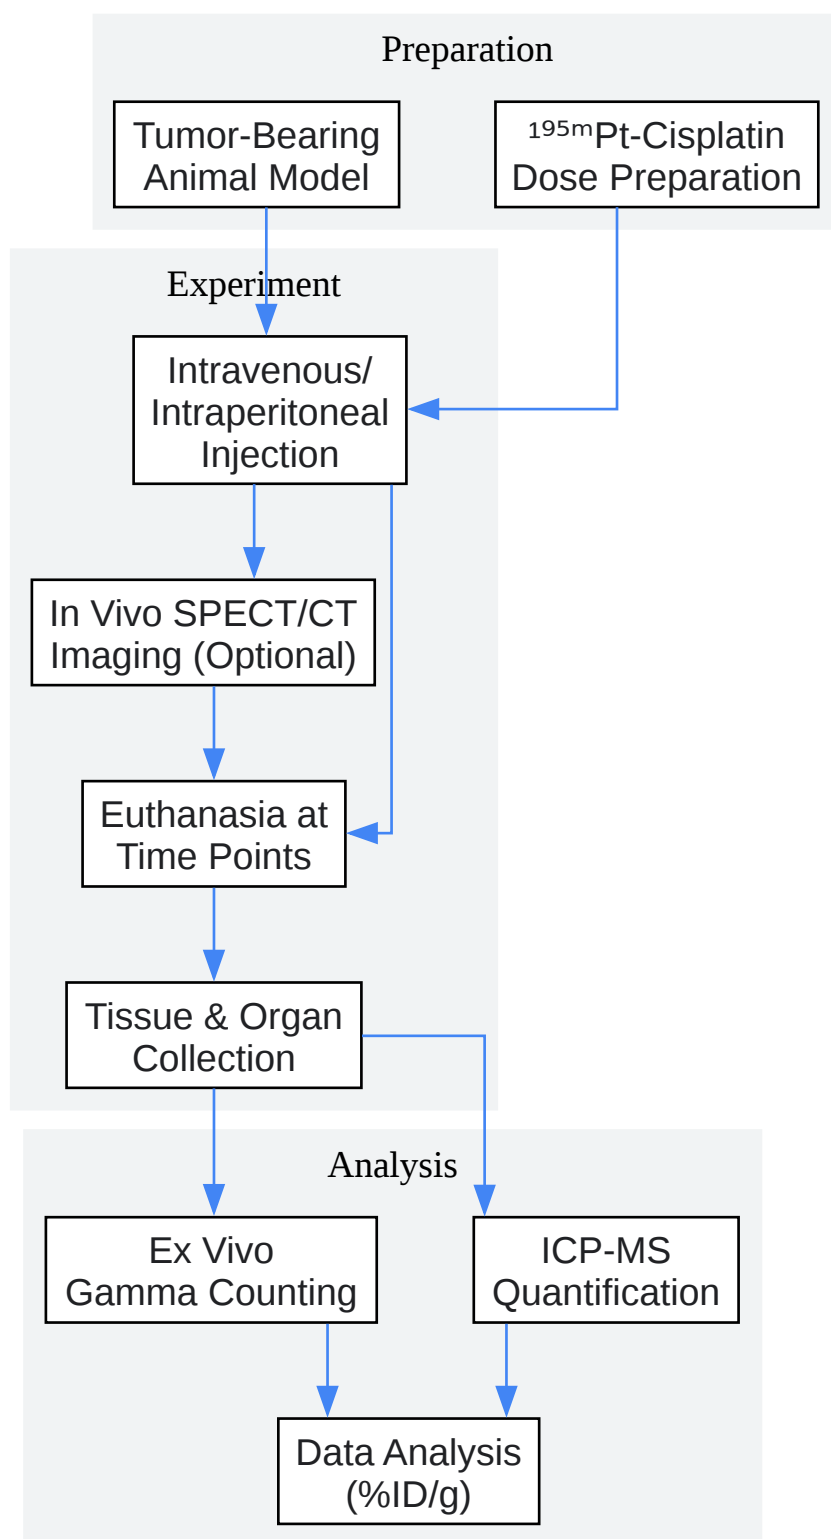 Preparation
Tumor-Bearing
Animal Model
¹⁹⁵ᵐPt-Cisplatin
Dose Preparation
Experiment
Intravenous/
Intraperitoneal
Injection
In Vivo SPECT/CT
Imaging (Optional)
Euthanasia at
Time Points
Tissue & Organ
Collection
Analysis
Ex Vivo
Gamma Counting
ICP-MS
Quantification
Data Analysis
(%ID/g)